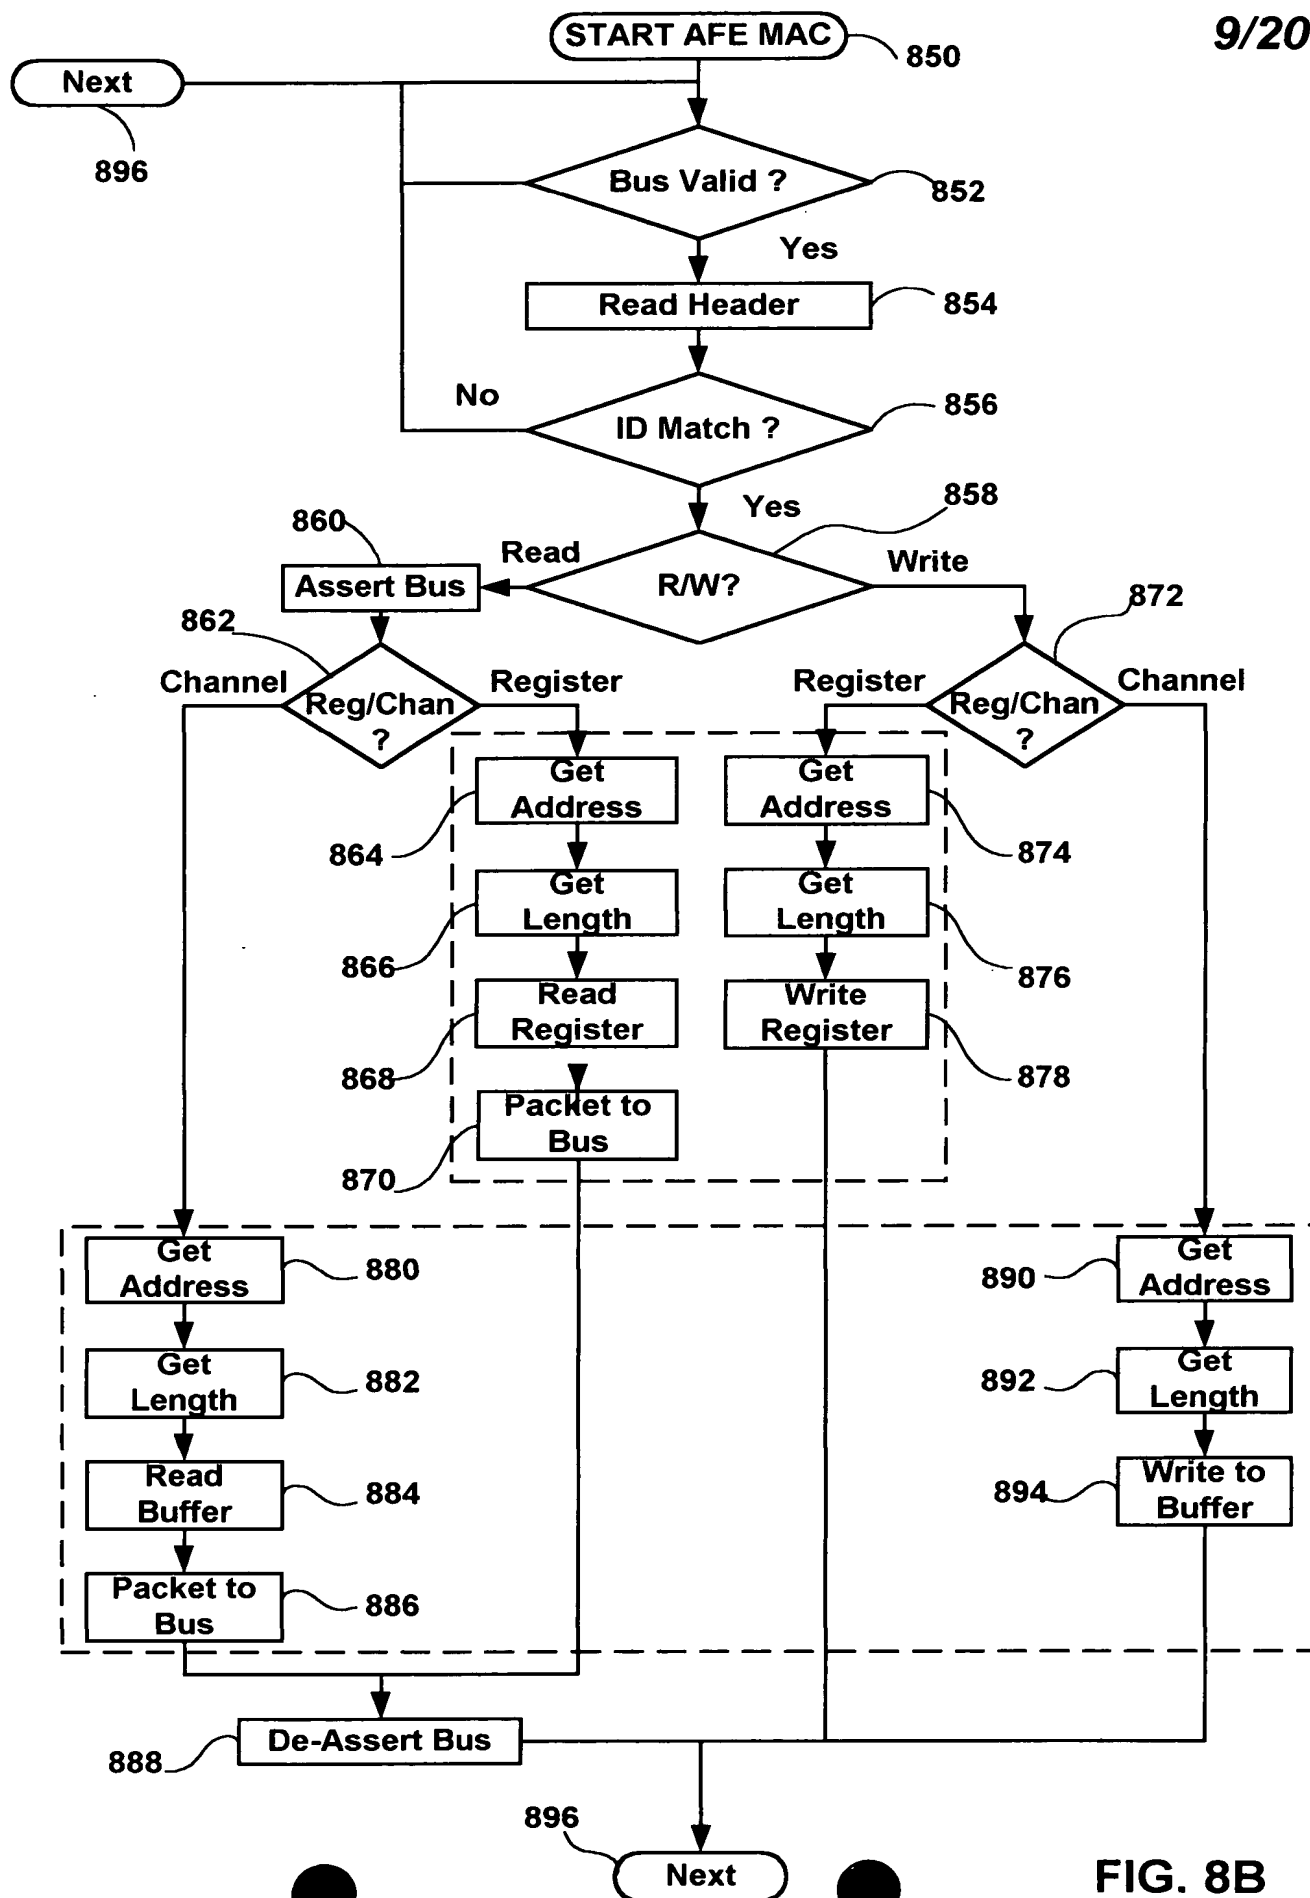 START AFE MAC
850
9/20
Next
896
Bus Valid ?
852
Yes
Read Header
854
No
ID Match ?
856
Yes
858
860
Read
Write
Assert Bus
R/W?
872
862
Channel
Register
Register
Channel
Reg/Chan
?
Reg/Chan
?
Get
Address
Get
Address
864
874
Get
Length
Get
Length
866
876
Read
Register
Write
Register
868
878
Packet to
Bus
870
Get
Address
880
890
Get
Address
Get
Length
882
892
Get
Length
Read
Buffer
884
894
Write to
Buffer
Packet to
Bus
886
De-Assert Bus
888
896
Next
FIG. 8B